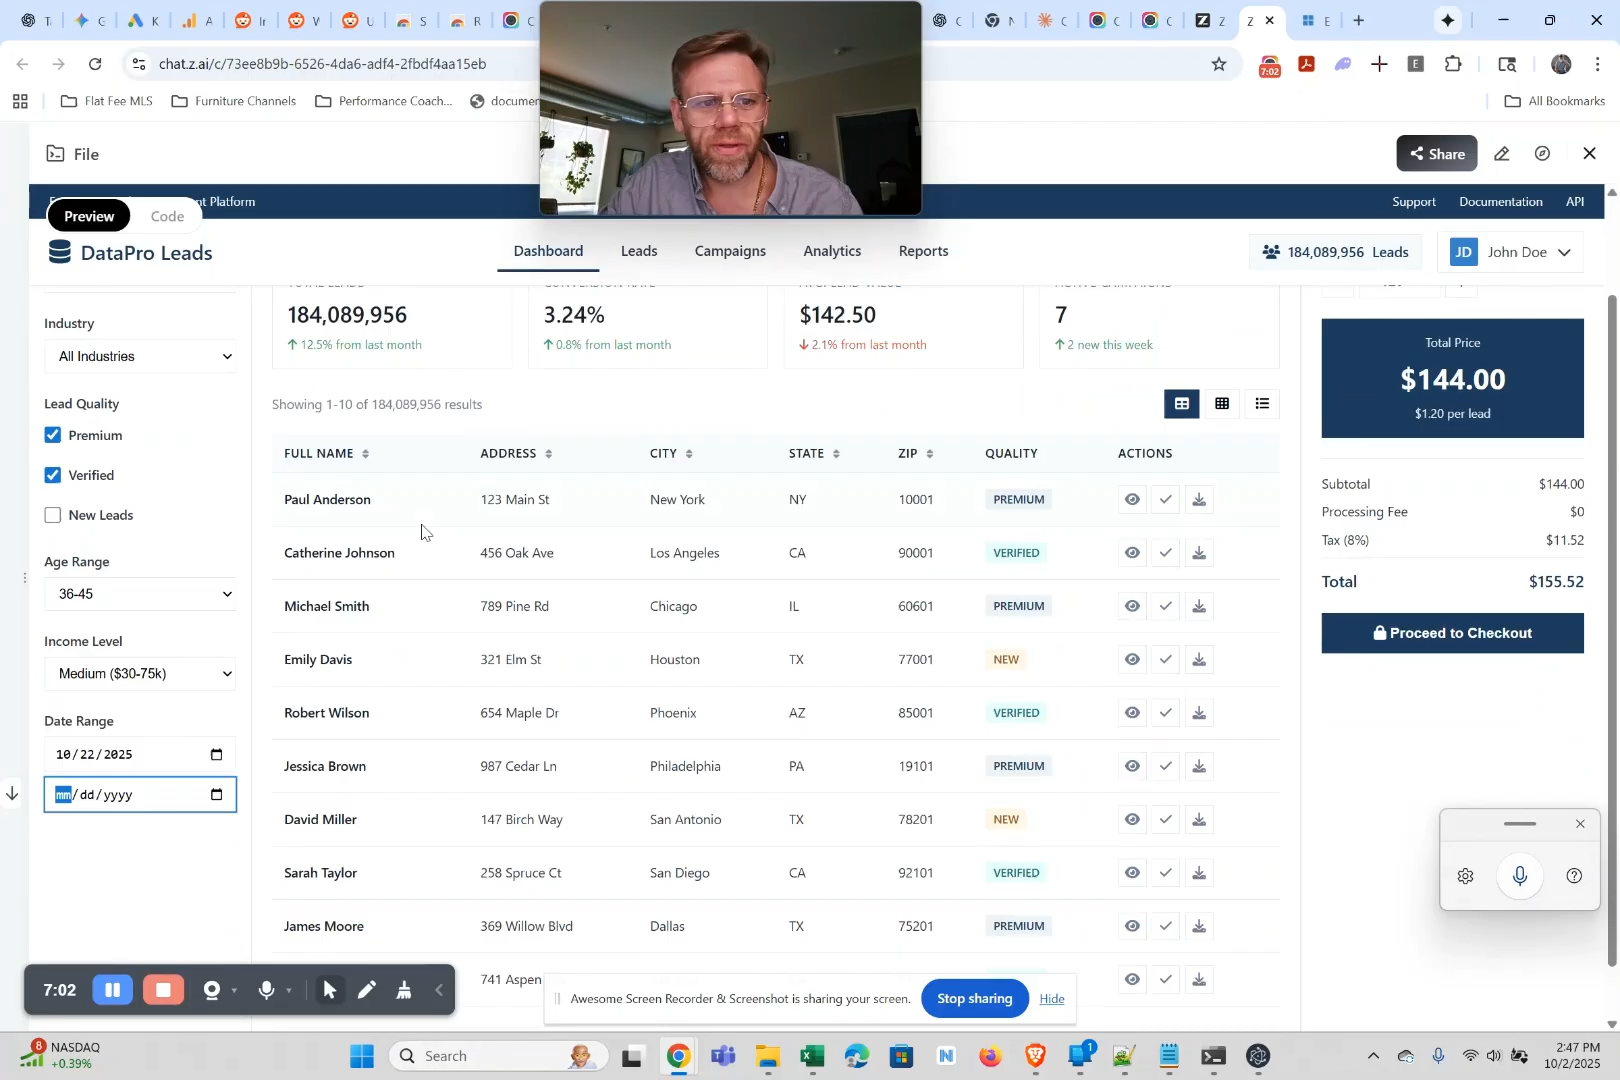 chat.z.ai/c/73ee8b9b-6526-4da6-adf4-2fbdf4aa15eb
7:02
Flat Fee MLS
Furniture Channels
Performance Coach...
All Bookmarks
File
Share
Preview
Code
Platform
Support
Documentation
API
DataPro Leads
Dashboard
Leads
Campaigns
Analytics
Reports
184,089,956 Leads
JD
John Doe
Industry
All Industries
Lead Quality
Premium
Verified
New Leads
Age Range
36-45
Income Level
Medium ($30-75k)
Date Range
10/22/2025
mm/dd/yyyy
184,089,956
12.5% from last month
3.24%
0.8% from last month
$142.50
2.1% from last month
7
2 new this week
Showing 1-10 of 184,089,956 results
FULL NAME ADDRESS CITY STATE ZIP QUALITY ACTIONS
Paul Anderson 123 Main St New York NY 10001 PREMIUM
Catherine Johnson 456 Oak Ave Los Angeles CA 90001 VERIFIED
Michael Smith 789 Pine Rd Chicago IL 60601 PREMIUM
Emily Davis 321 Elm St Houston TX 77001 NEW
Robert Wilson 654 Maple Dr Phoenix AZ 85001 VERIFIED
Jessica Brown 987 Cedar Ln Philadelphia PA 19101 PREMIUM
David Miller 147 Birch Way San Antonio TX 78201 NEW
Sarah Taylor 258 Spruce Ct San Diego CA 92101 VERIFIED
James Moore 369 Willow Blvd Dallas TX 75201 PREMIUM
741 Aspen
Total Price
$144.00
$1.20 per lead
Subtotal $144.00
Processing Fee $0
Tax (8%) $11.52
Total $155.52
Proceed to Checkout
7:02
Awesome Screen Recorder & Screenshot is sharing your screen.
Stop sharing
Hide
8
NASDAQ
+0.39%
Search
1
2:47 PM
10/2/2025